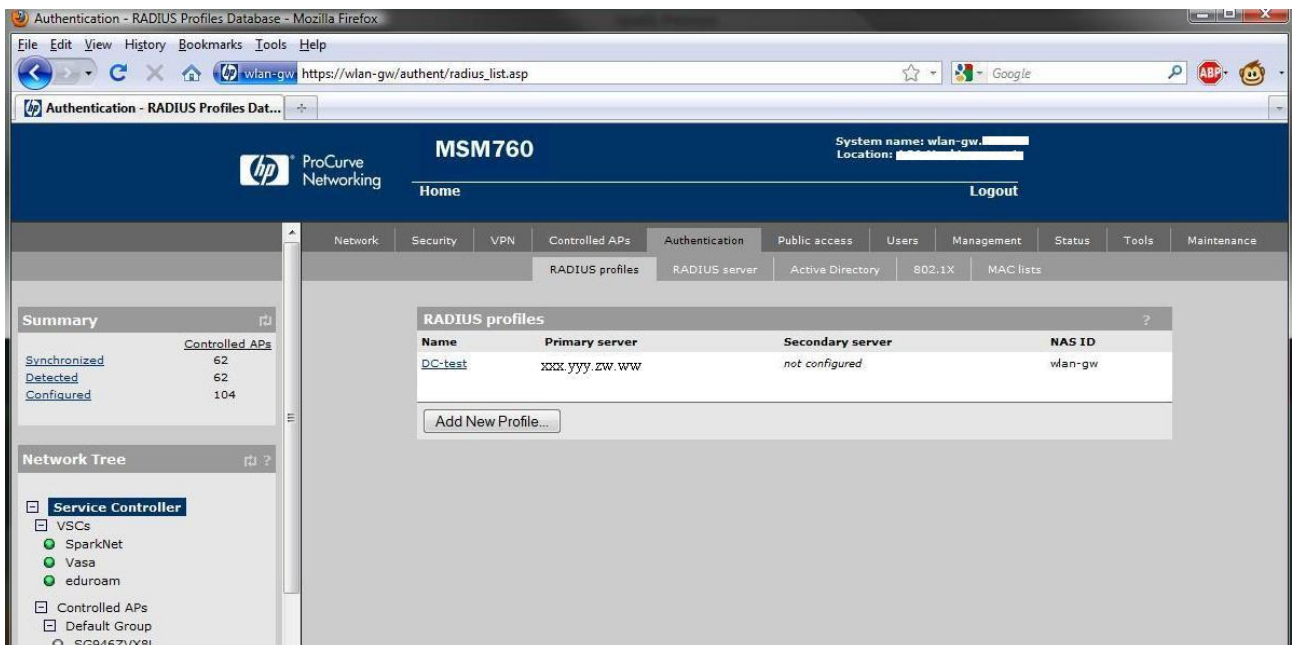 Authentication - RADIUS Profiles Database - Mozilla Firefox
File Edit View History Bookmarks Tools Help
wlan-gw https://wlan-gw/authent/radius_list.asp
Google
ABP
Authentication - RADIUS Profiles Dat...
hp ProCurve Networking
MSM760
System name: wlan-gw.
Location:
Home Logout
Network Security VPN Controlled APs Authentication Public access Users Management Status Tools Maintenance
RADIUS profiles RADIUS server Active Directory 802.1X MAC lists
Summary
Controlled APs
Synchronized 62
Detected 62
Configured 104
Network Tree ?
Service Controller
VSCs
SparkNet
Vasa
eduroam
Controlled APs
Default Group
RADIUS profiles ?
Name Primary server Secondary server NAS ID
DC-test xxx.yyy.zw.ww not configured wlan-gw
Add New Profile...